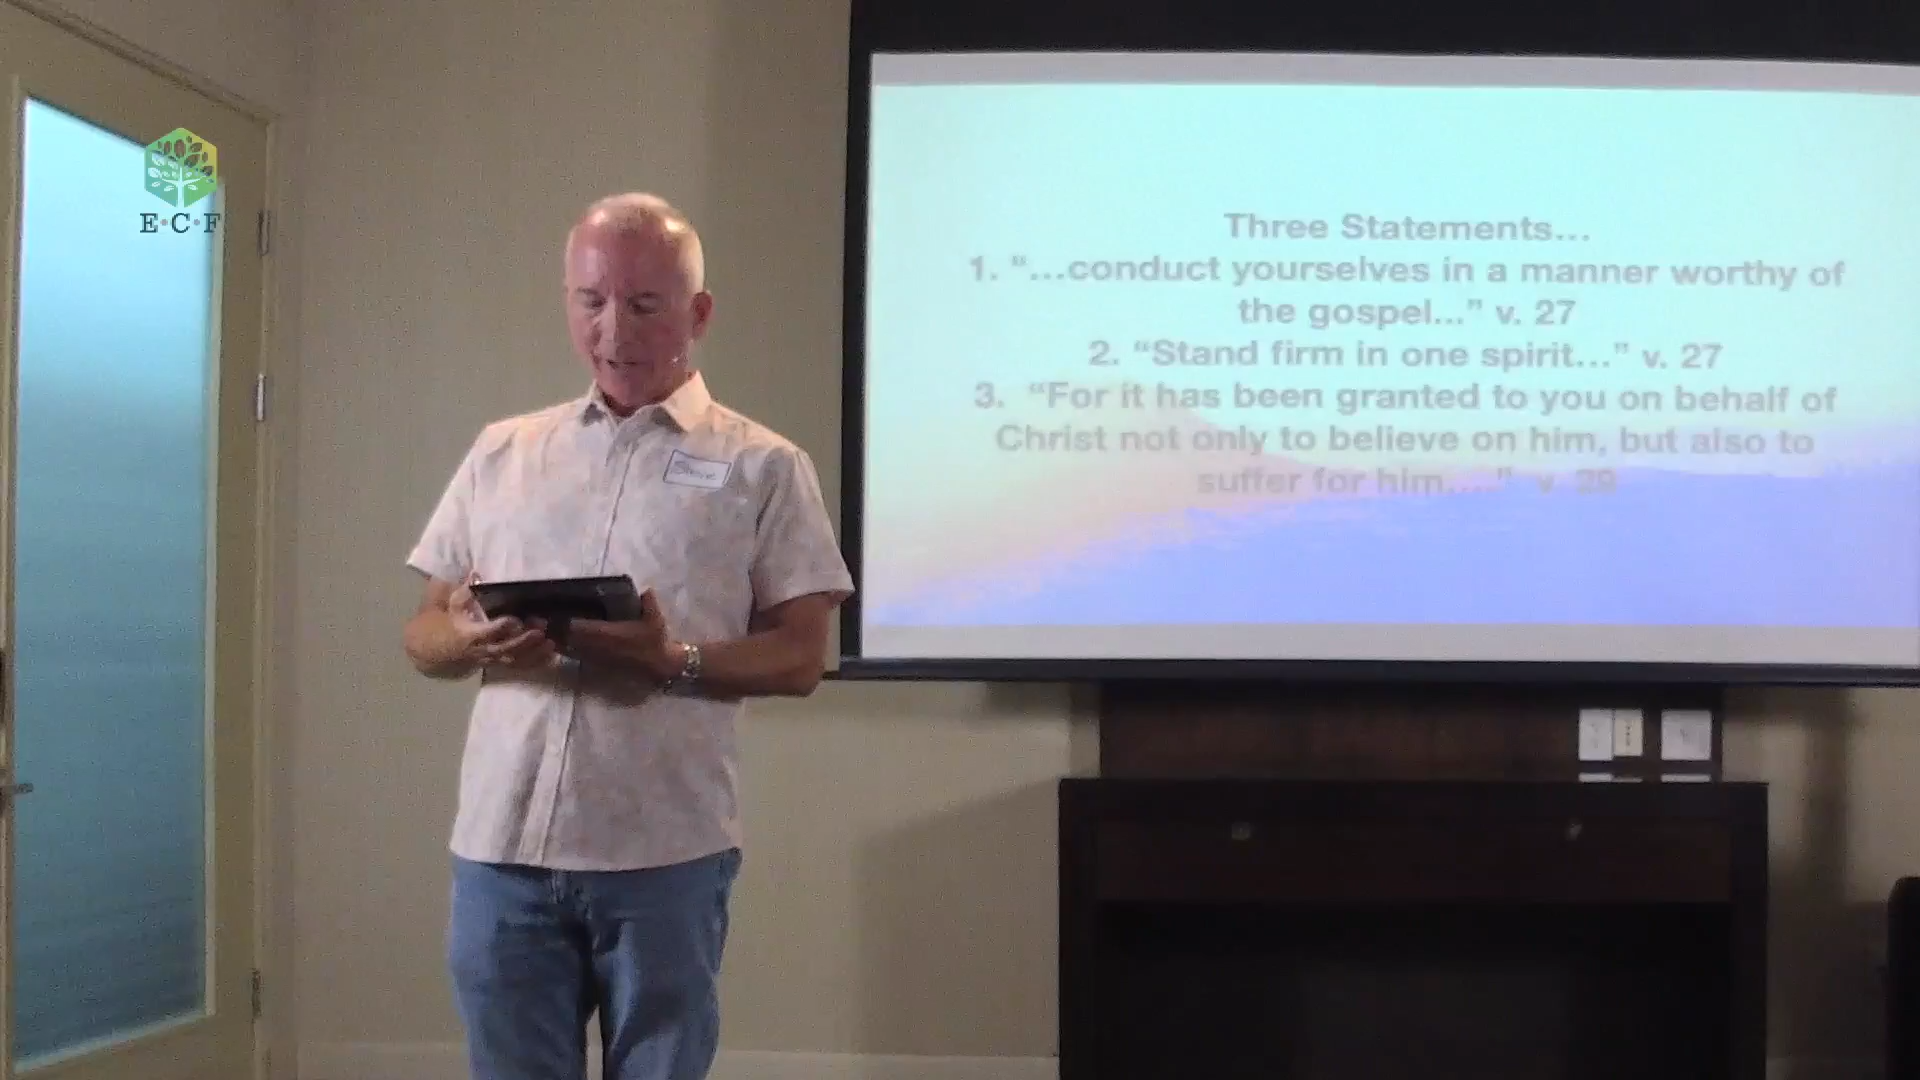 E·C·F
Steve
Three Statements...
1. "...conduct yourselves in a manner worthy of
the gospel..." v. 27
2. "Stand firm in one spirit..." v. 27
3. "For it has been granted to you on behalf of
Christ not only to believe on him, but also to
suffer for him...." v. 29